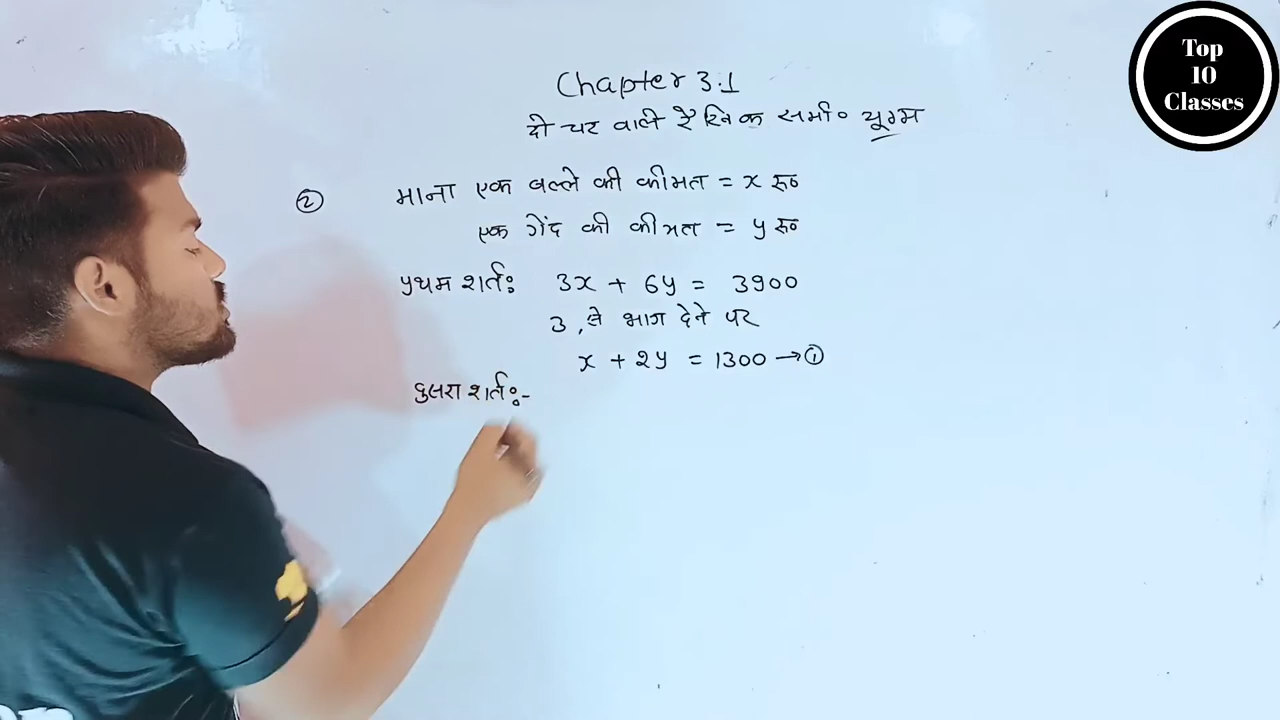 Top
10
Classes
Chapter 3.1
दो चर वाले रैखिक समी० युग्म
② माना एक बल्ले की कीमत = x रू०
एक गेंद की कीमत = y रू०
प्रथम शर्तः 3x + 6y = 3900
3, से भाग देने पर
x + 2y = 1300 →①
दुसरा शर्तः-